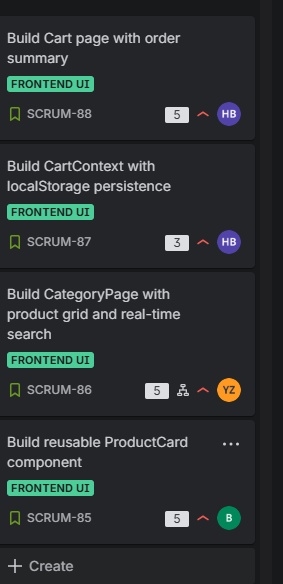 Build Cart page with order
summary
FRONTEND UI
SCRUM-88 5 HB
Build CartContext with
localStorage persistence
FRONTEND UI
SCRUM-87 3 HB
Build CategoryPage with
product grid and real-time
search
FRONTEND UI
SCRUM-86 5 YZ
Build reusable ProductCard
component
FRONTEND UI
SCRUM-85 5 B
Create